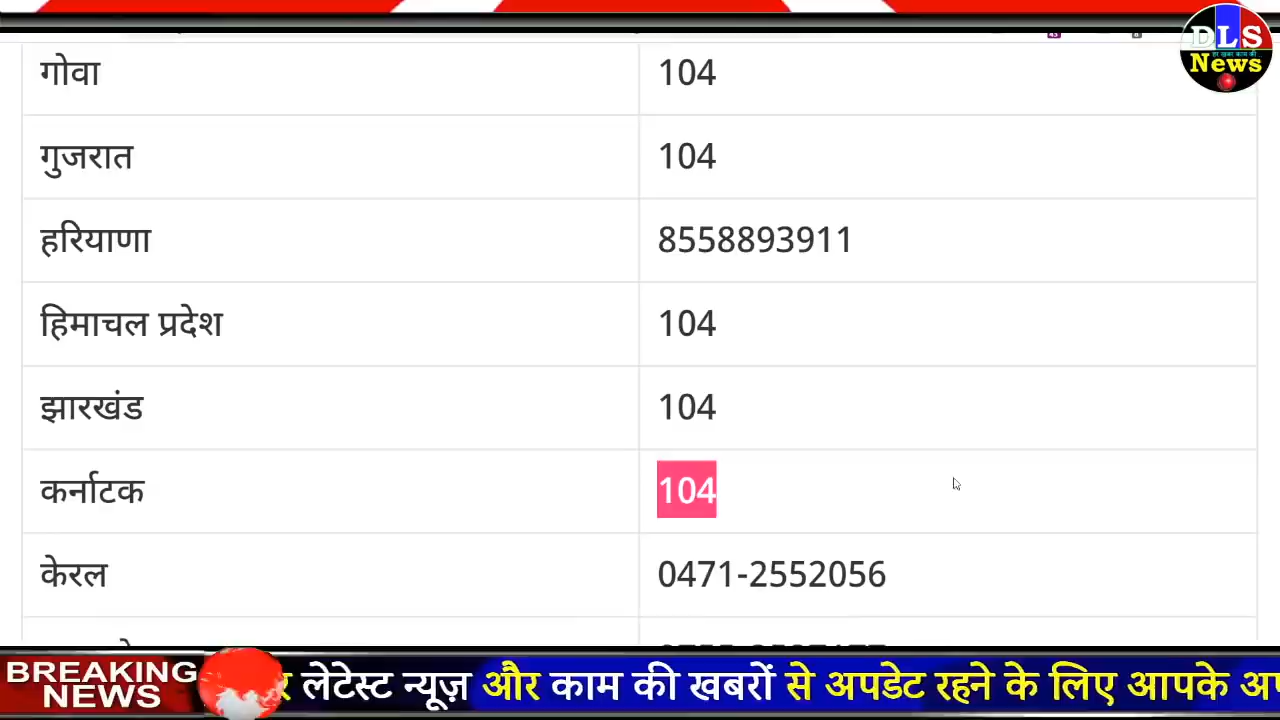 DLS
News
गोवा 104
गुजरात 104
हरियाणा 8558893911
हिमाचल प्रदेश 104
झारखंड 104
कर्नाटक 104
केरल 0471-2552056
BREAKING
NEWS
लेटेस्ट न्यूज़ और काम की खबरों से अपडेट रहने के लिए आपके